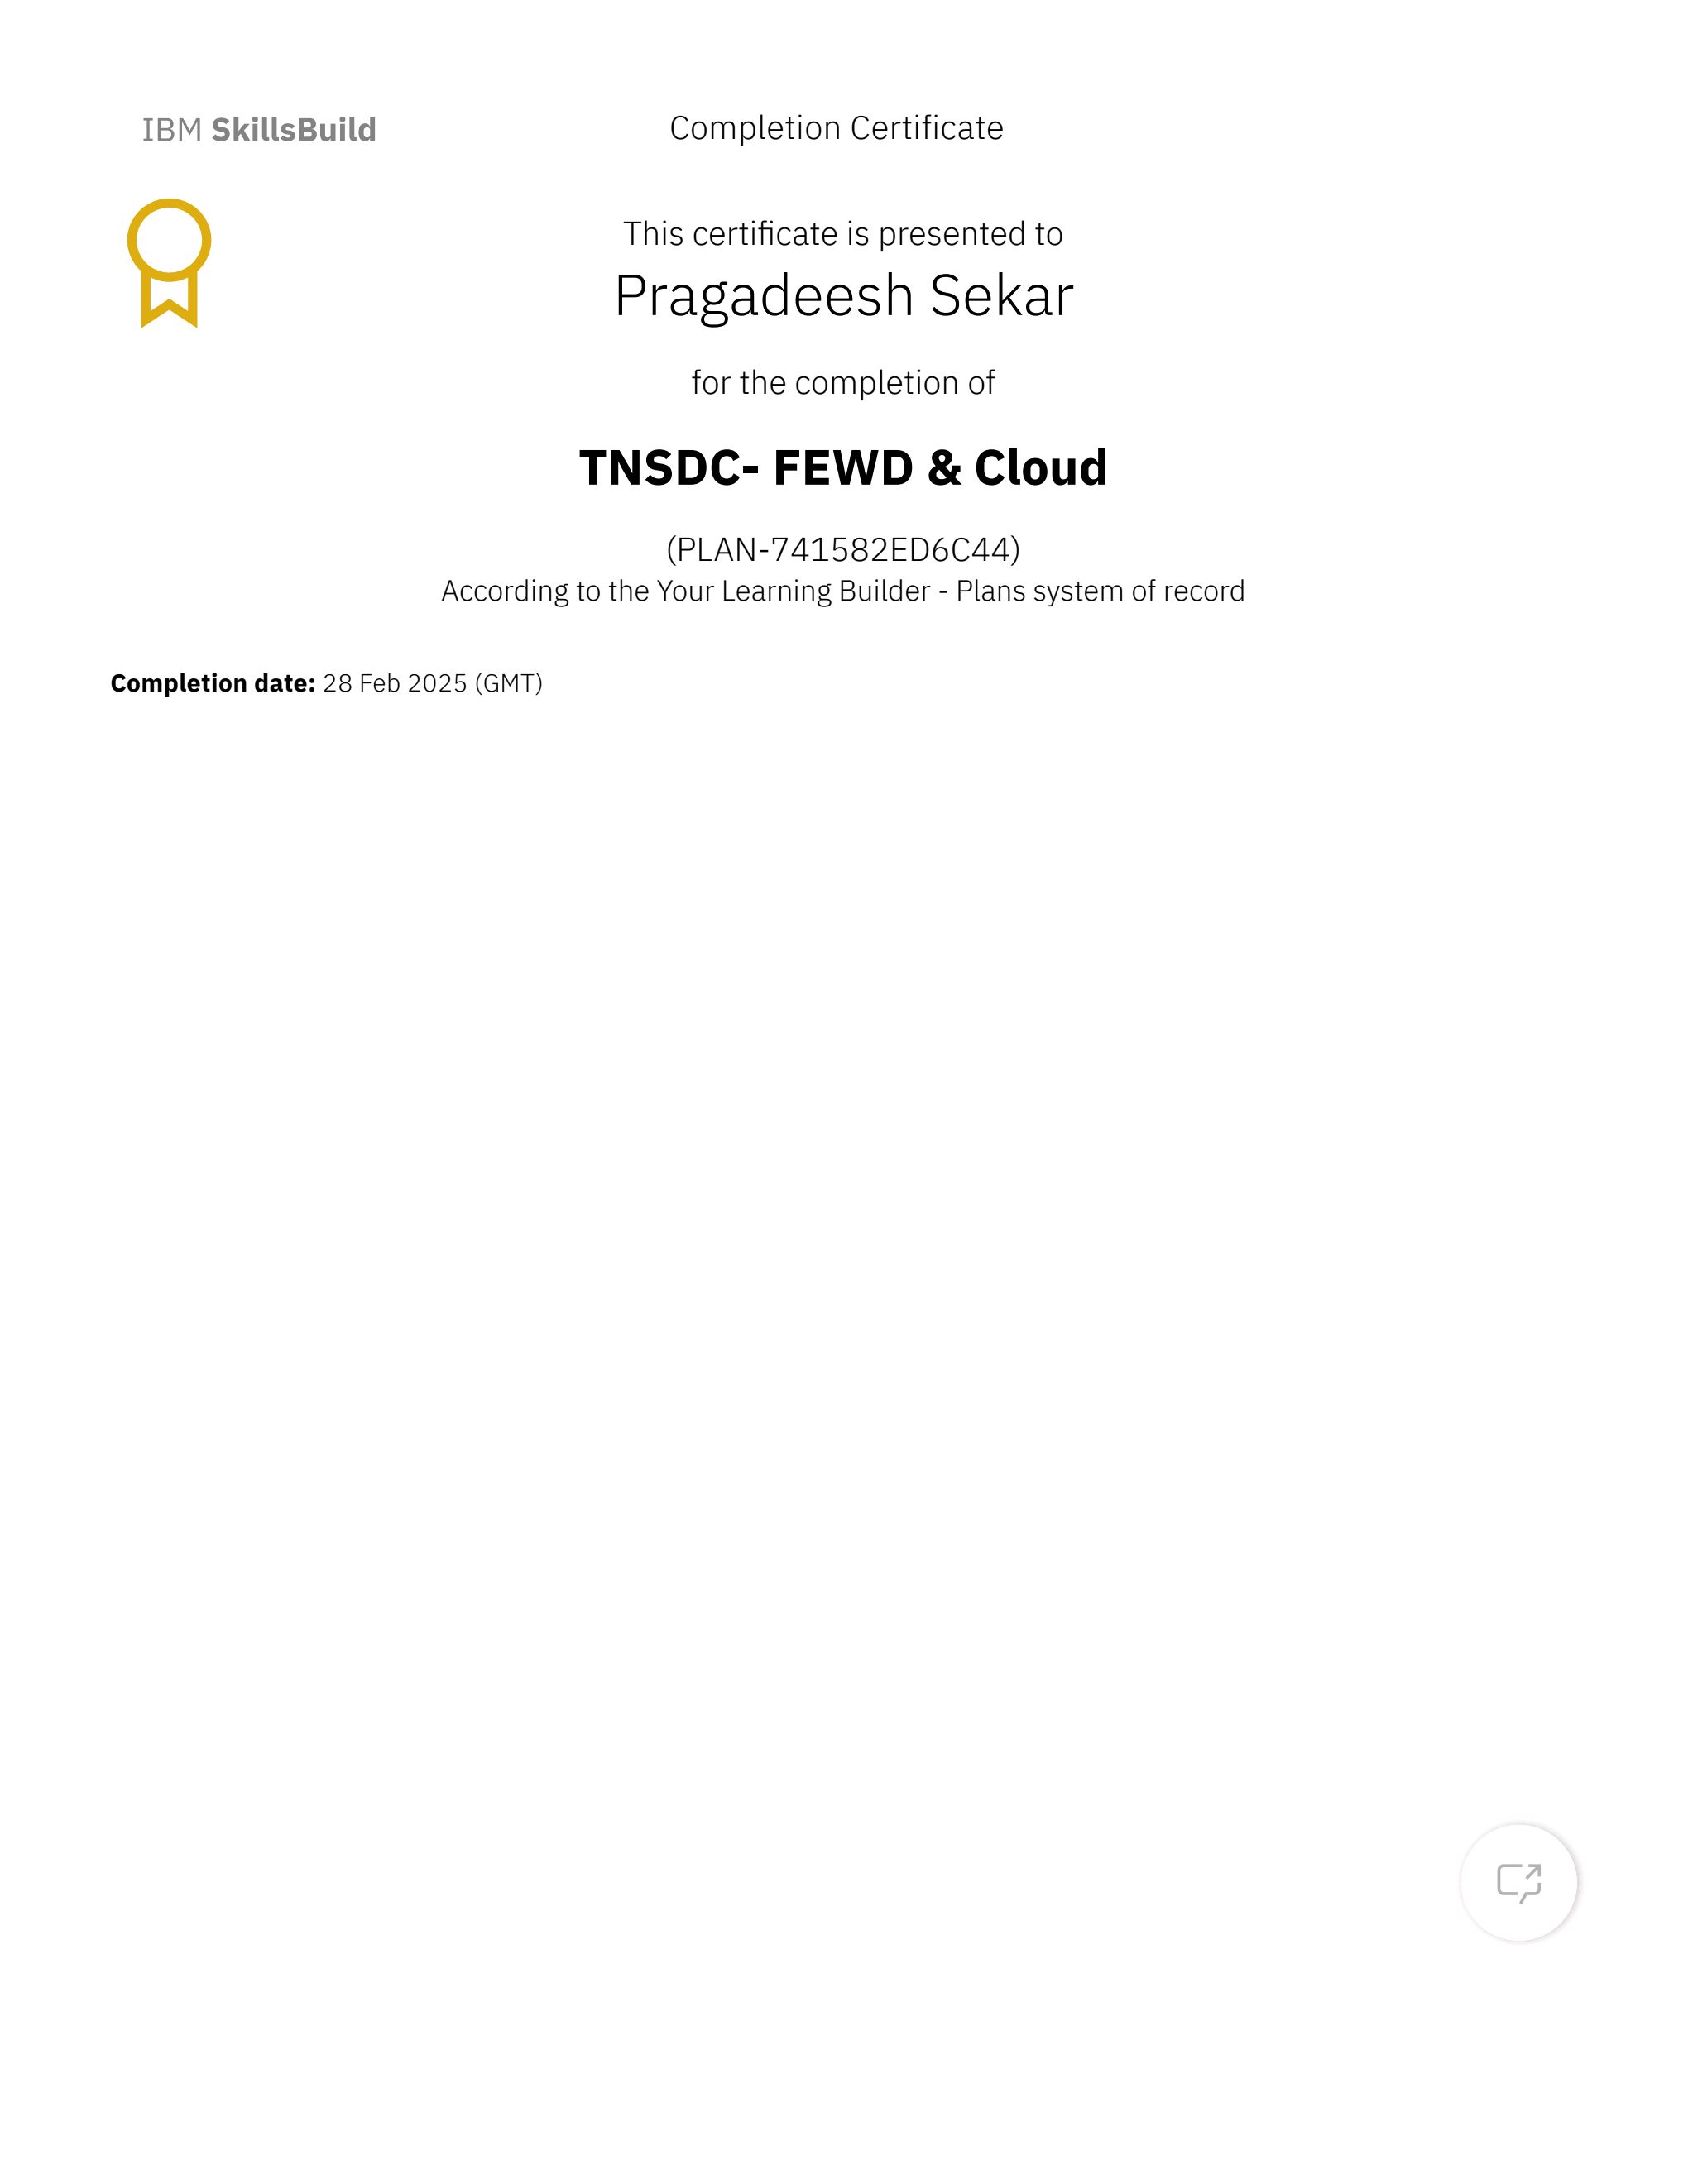 IBM SkillsBuild
Completion Certificate
This certificate is presented to
Pragadeesh Sekar
for the completion of
TNSDC- FEWD & Cloud
(PLAN-741582ED6C44)
According to the Your Learning Builder - Plans system of record
Completion date: 28 Feb 2025 (GMT)